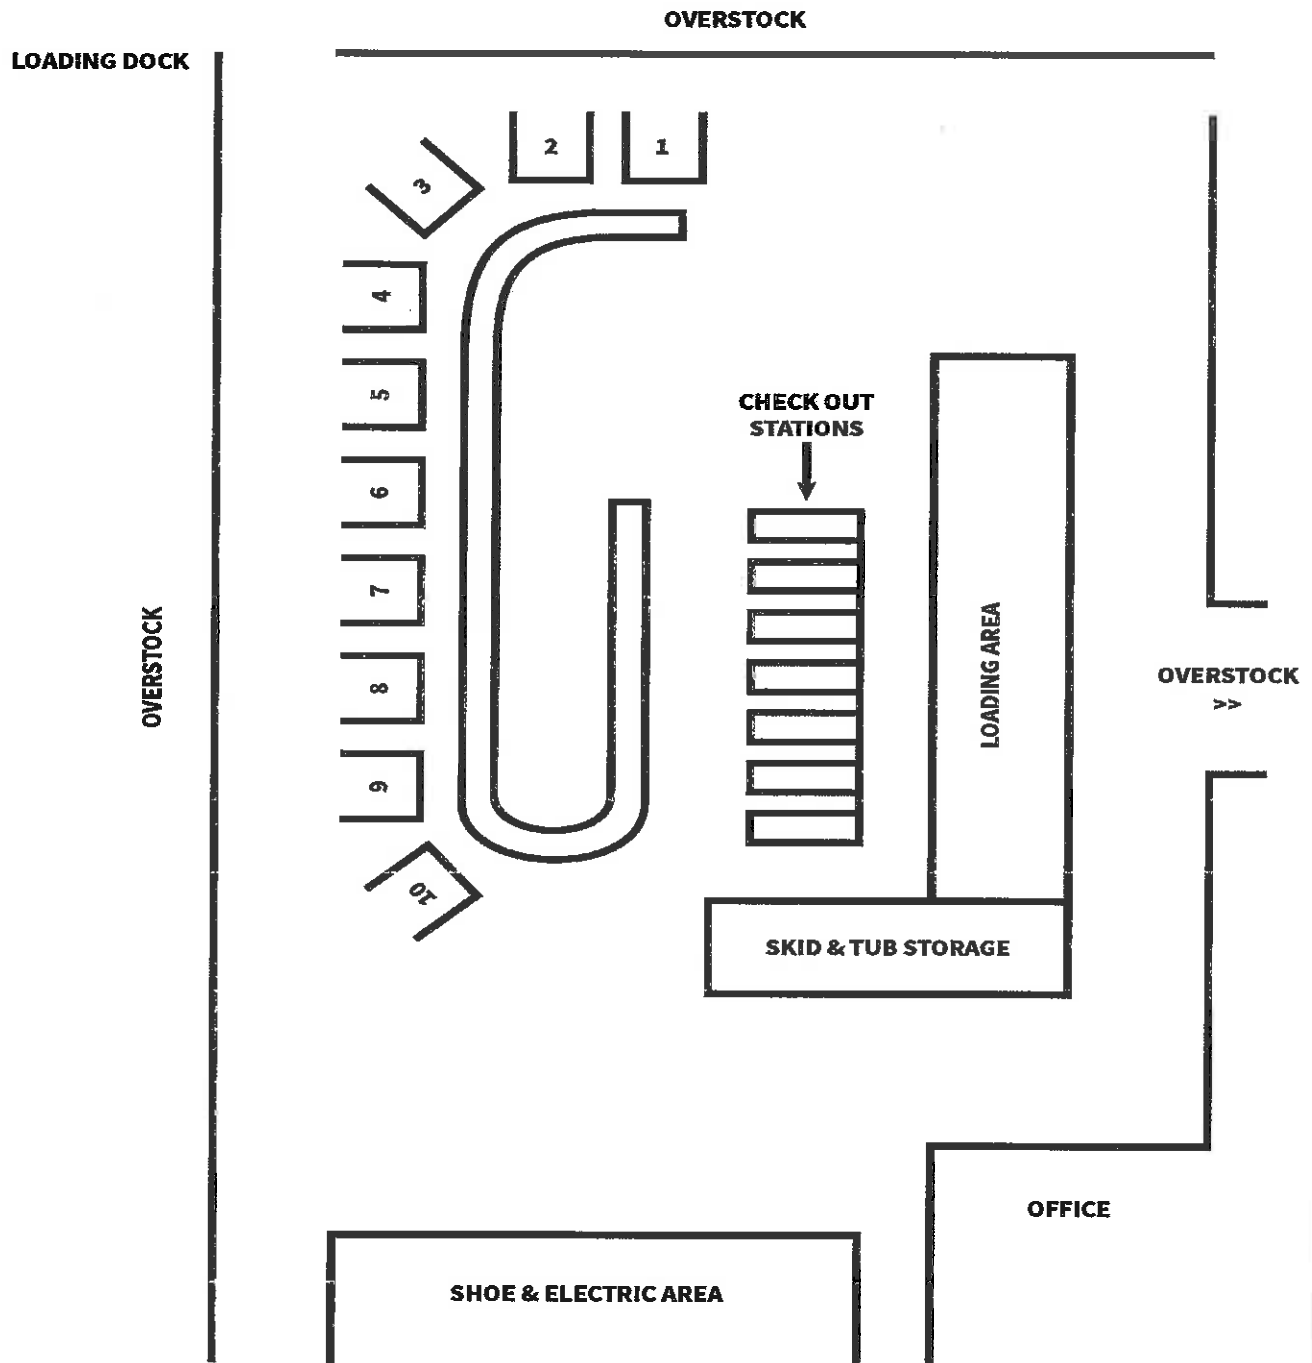 OVERSTOCK
LOADING DOCK
2
1
3
4
5
6
7
8
9
10
CHECK OUT
STATIONS
OVERSTOCK
LOADING AREA
OVERSTOCK
>>
SKID & TUB STORAGE
OFFICE
SHOE & ELECTRIC AREA